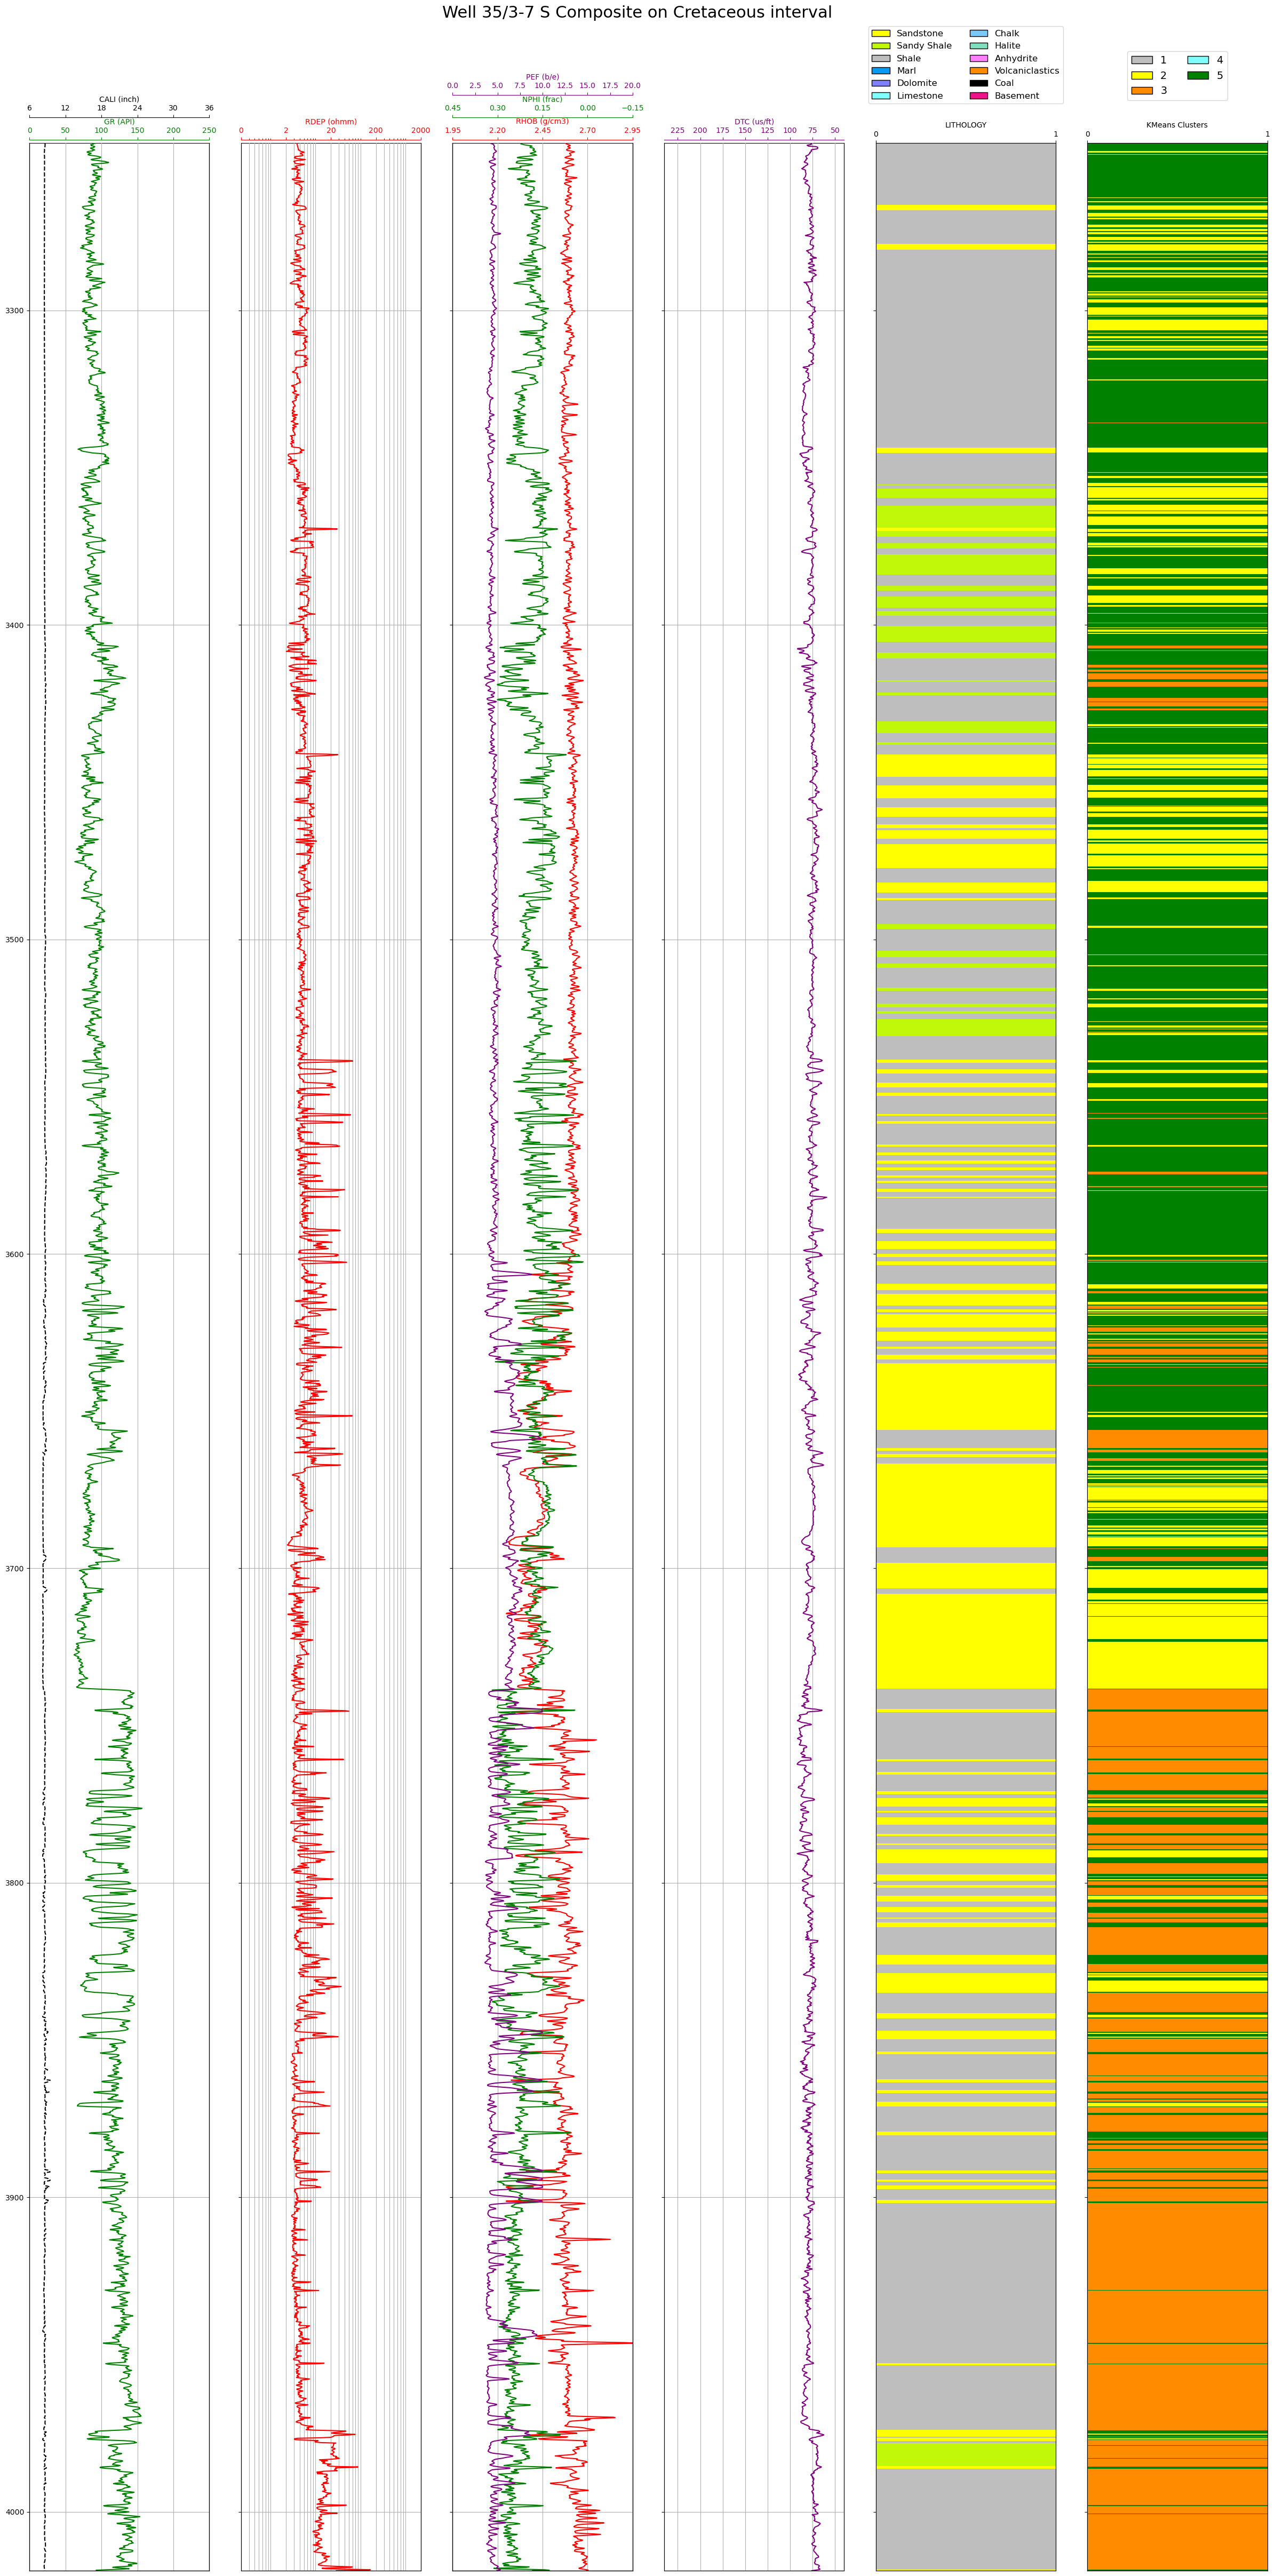 Well 35/3-7 S Composite on Cretaceous interval
Sandstone Chalk
Sandy Shale Halite
Shale Anhydrite
Marl Volcaniclastics
Dolomite Coal
Limestone Basement
1 4
2 5
3
PEF (b/e)
0.0 2.5 5.0 7.5 10.0 12.5 15.0 17.5 20.0
CALI (inch) NPHI (frac)
6 12 18 24 30 36 0.45 0.30 0.15 0.00 −0.15
GR (API) RDEP (ohmm) RHOB (g/cm3) DTC (us/ft) LITHOLOGY KMeans Clusters
0 50 100 150 200 250 0 2 20 200 2000 1.95 2.20 2.45 2.70 2.95 225 200 175 150 125 100 75 50 0 1 0 1
3300
3400
3500
3600
3700
3800
3900
4000